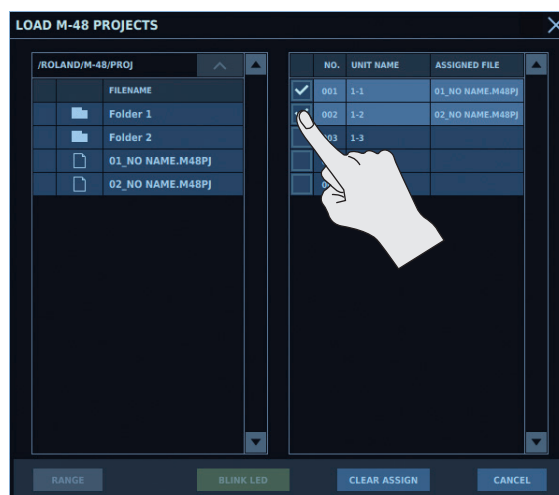 LOAD M-48 PROJECTS
/ROLAND/M-48/PROJ
FILENAME
Folder 1
Folder 2
01_NO NAME.M48PJ
02_NO NAME.M48PJ
NO. UNIT NAME ASSIGNED FILE
001 1-1 01_NO NAME.M48PJ
002 1-2 02_NO NAME.M48PJ
1-3
RANGE BLINK LED CLEAR ASSIGN CANCEL